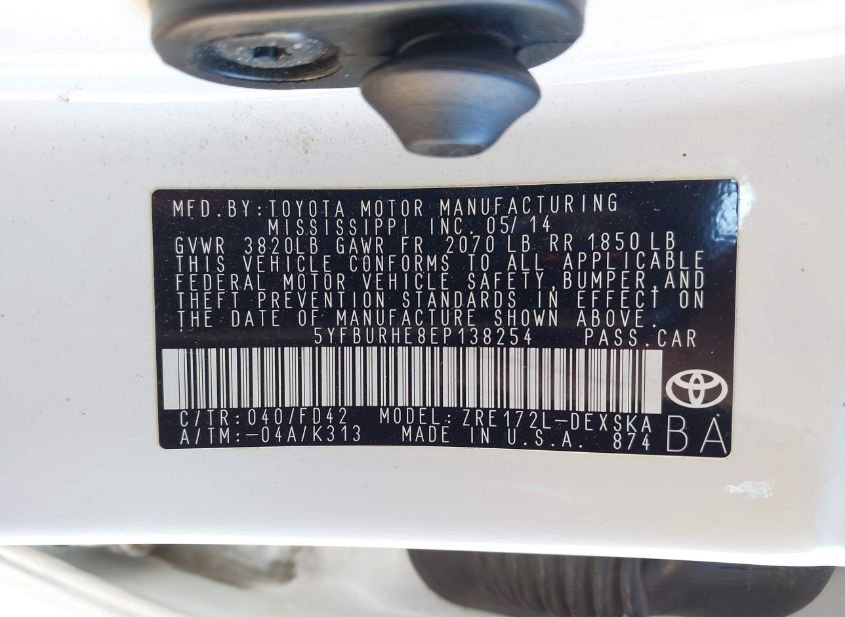 MFD.BY:TOYOTA MOTOR MANUFACTURING
MISSISSIPPI INC. 05/14
GVWR 3820LB GAWR FR 2070 LB RR 1850 LB
THIS VEHICLE CONFORMS TO ALL APPLICABLE
FEDERAL MOTOR VEHICLE SAFETY,BUMPER,AND
THEFT PREVENTION STANDARDS IN EFFECT ON
THE DATE OF MANUFACTURE SHOWN ABOVE.
5YFBURHE8EP138254 PASS.CAR
C/TR:040/FD42 MODEL:ZRE172L-DEXSKA
A/TM:-04A/K313 MADE IN U.S.A. 874 BA